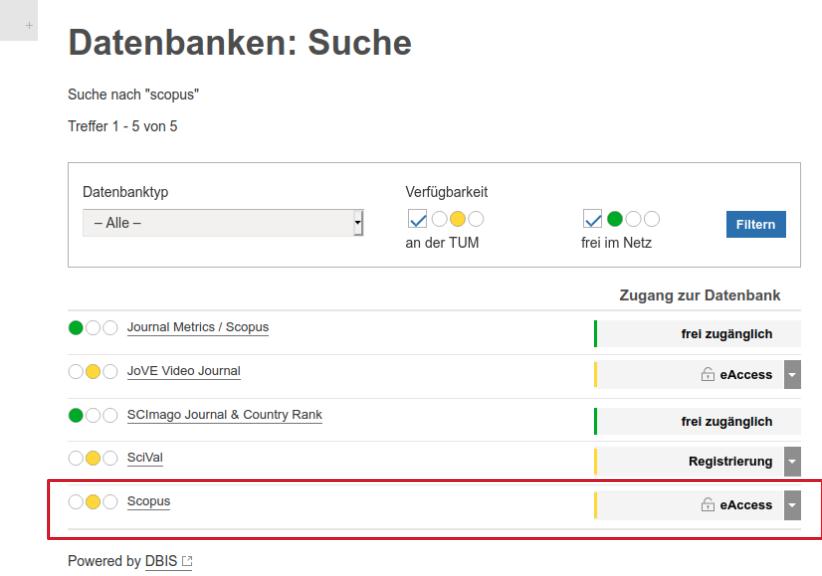 Datenbanken: Suche
Suche nach "scopus"
Treffer 1 - 5 von 5
Datenbanktyp
Verfügbarkeit
– Alle –
an der TUM
frei im Netz
Filtern
Zugang zur Datenbank
Journal Metrics / Scopus
frei zugänglich
JoVE Video Journal
eAccess
SCImago Journal & Country Rank
frei zugänglich
SciVal
Registrierung
Scopus
eAccess
Powered by DBIS